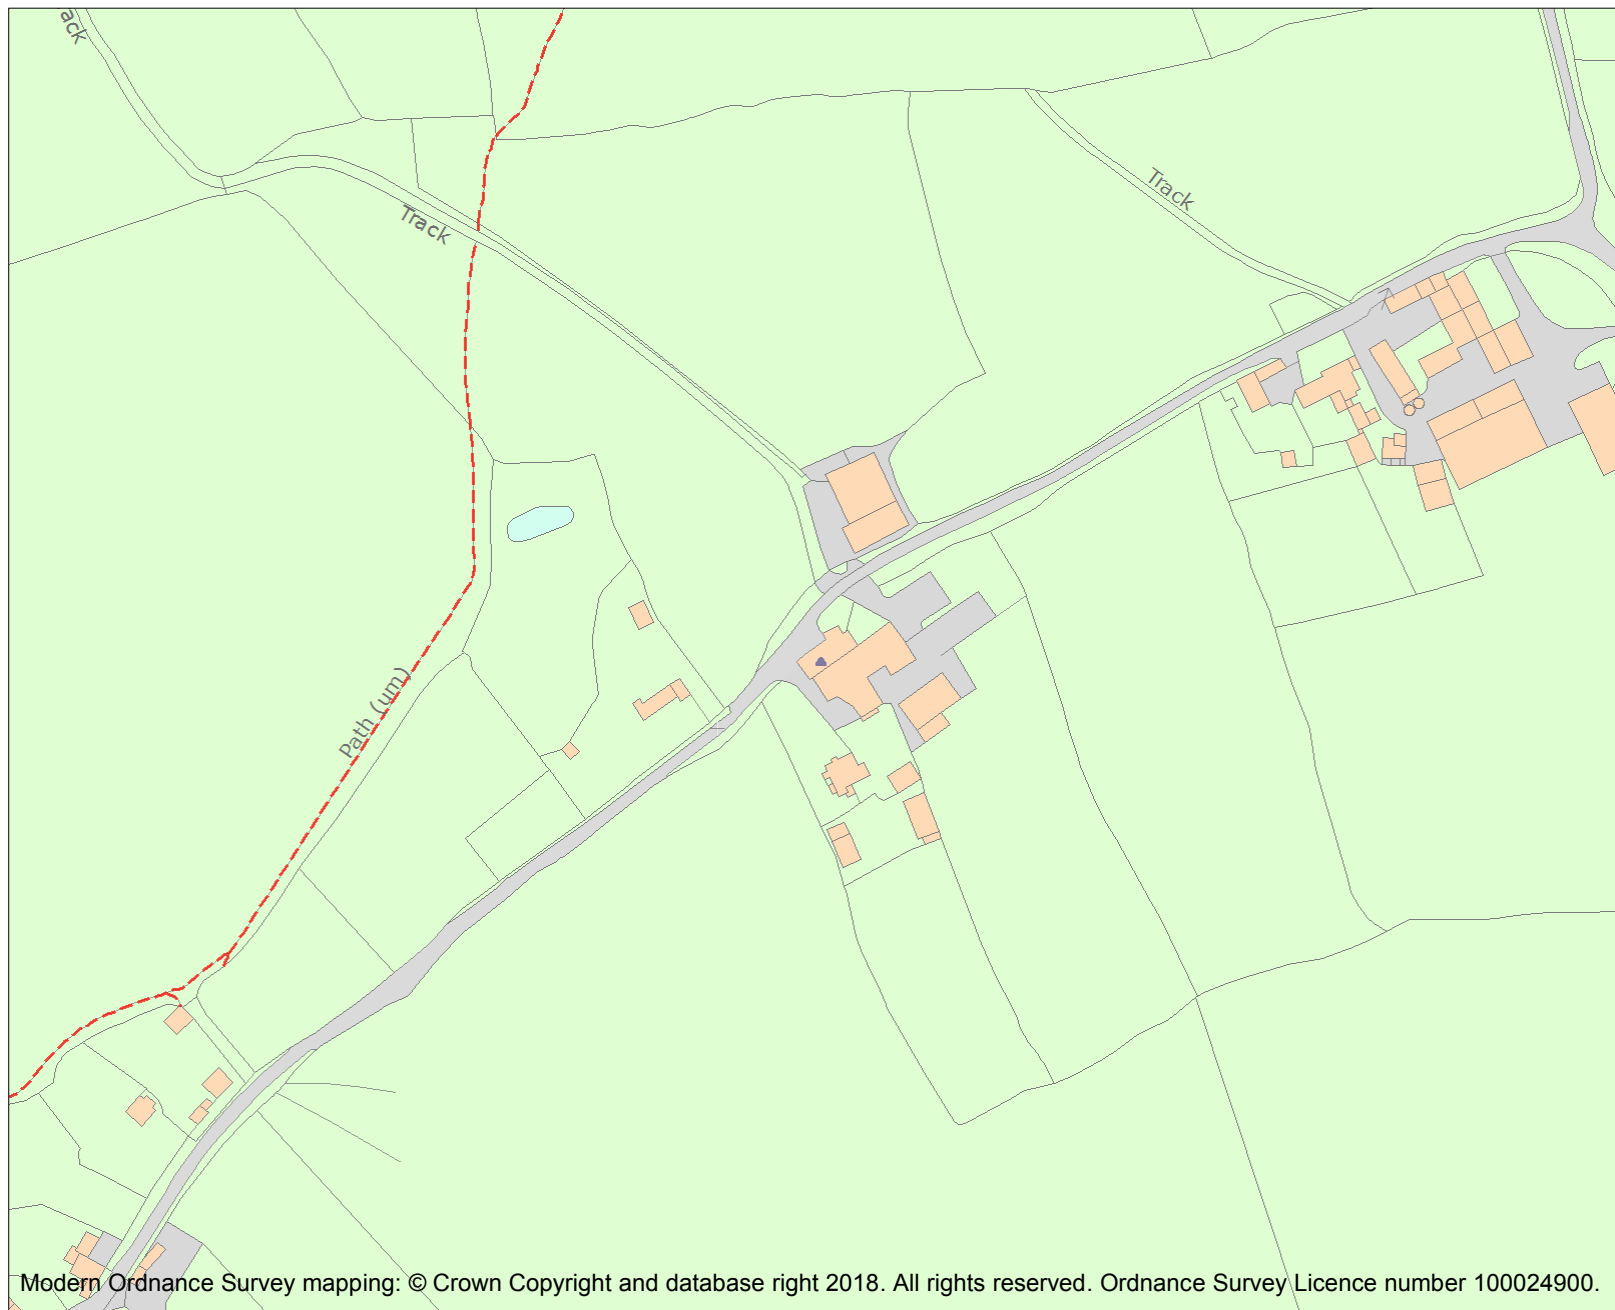 ack
Track
Track
Path (um)
Modern Ordnance Survey mapping: © Crown Copyright and database right 2018. All rights reserved. Ordnance Survey Licence number 100024900.